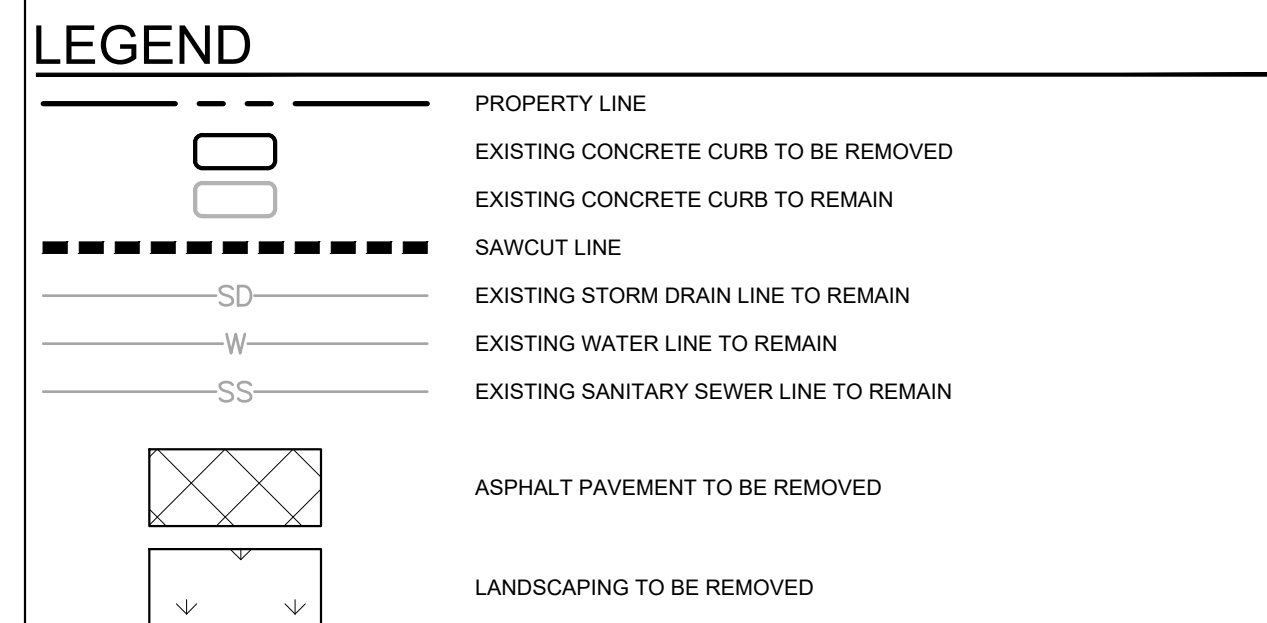 LEGEND
PROPERTY LINE
EXISTING CONCRETE CURB TO BE REMOVED
EXISTING CONCRETE CURB TO REMAIN
SAWCUT LINE
SD EXISTING STORM DRAIN LINE TO REMAIN
W EXISTING WATER LINE TO REMAIN
SS EXISTING SANITARY SEWER LINE TO REMAIN
ASPHALT PAVEMENT TO BE REMOVED
LANDSCAPING TO BE REMOVED